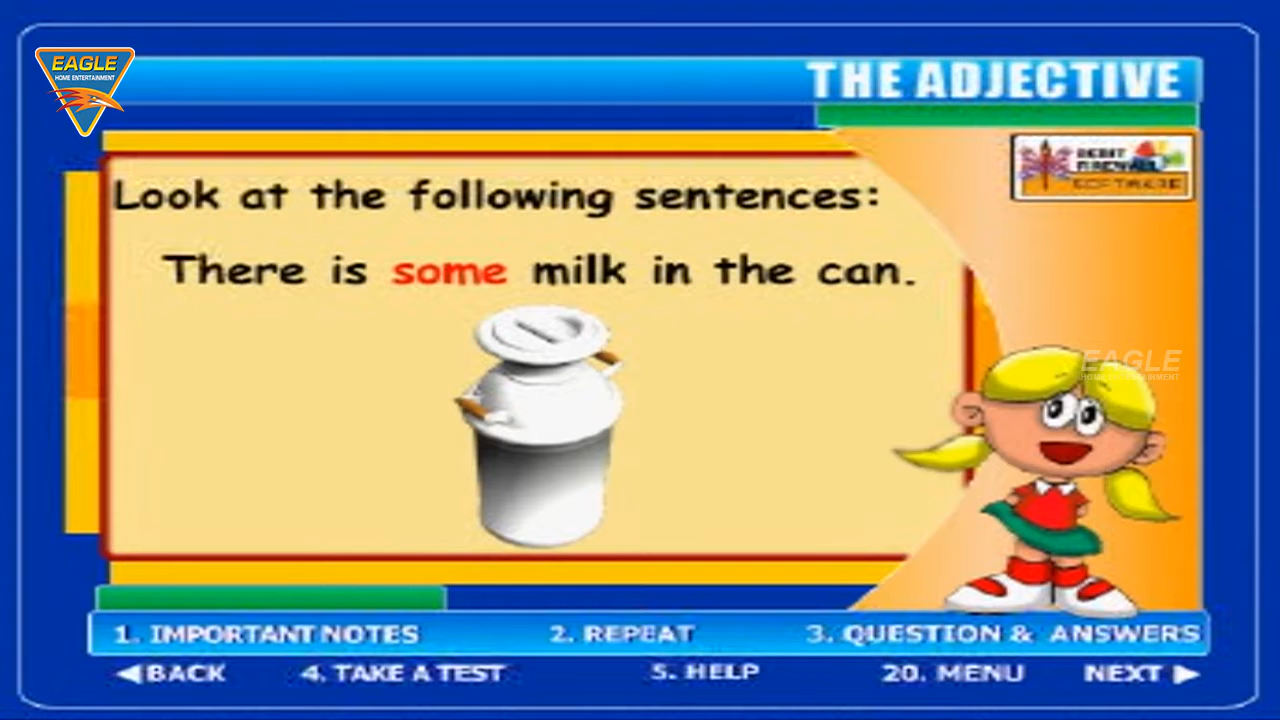 EAGLE
HOME ENTERTAINMENT
THE ADJECTIVE
SOFTWARE
Look at the following sentences:
There is some milk in the can.
EAGLE
HOME ENTERTAINMENT
1. IMPORTANT NOTES 2. REPEAT 3. QUESTION & ANSWERS
◀BACK 4. TAKE A TEST 5. HELP 20. MENU NEXT ▶